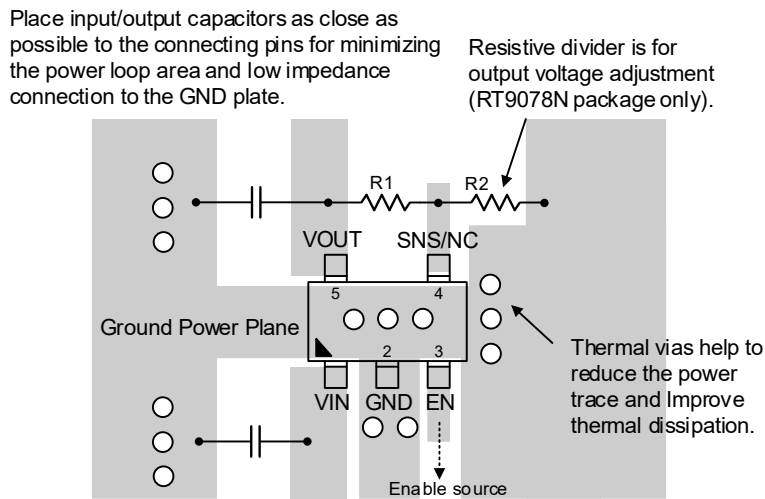 Place input/output capacitors as close as
possible to the connecting pins for minimizing
the power loop area and low impedance
connection to the GND plate.
Resistive divider is for
output voltage adjustment
(RT9078N package only).
R1
R2
VOUT
SNS/NC
5
4
Ground Power Plane
2
3
VIN
GND
EN
Thermal vias help to
reduce the power
trace and Improve
thermal dissipation.
Enable source